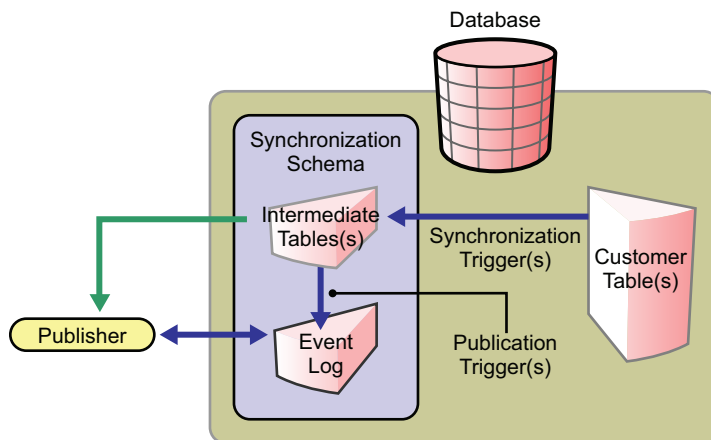 Database
Synchronization
Schema
Intermediate
Tables(s)
Synchronization
Trigger(s)
Customer
Table(s)
Publisher
Event
Log
Publication
Trigger(s)